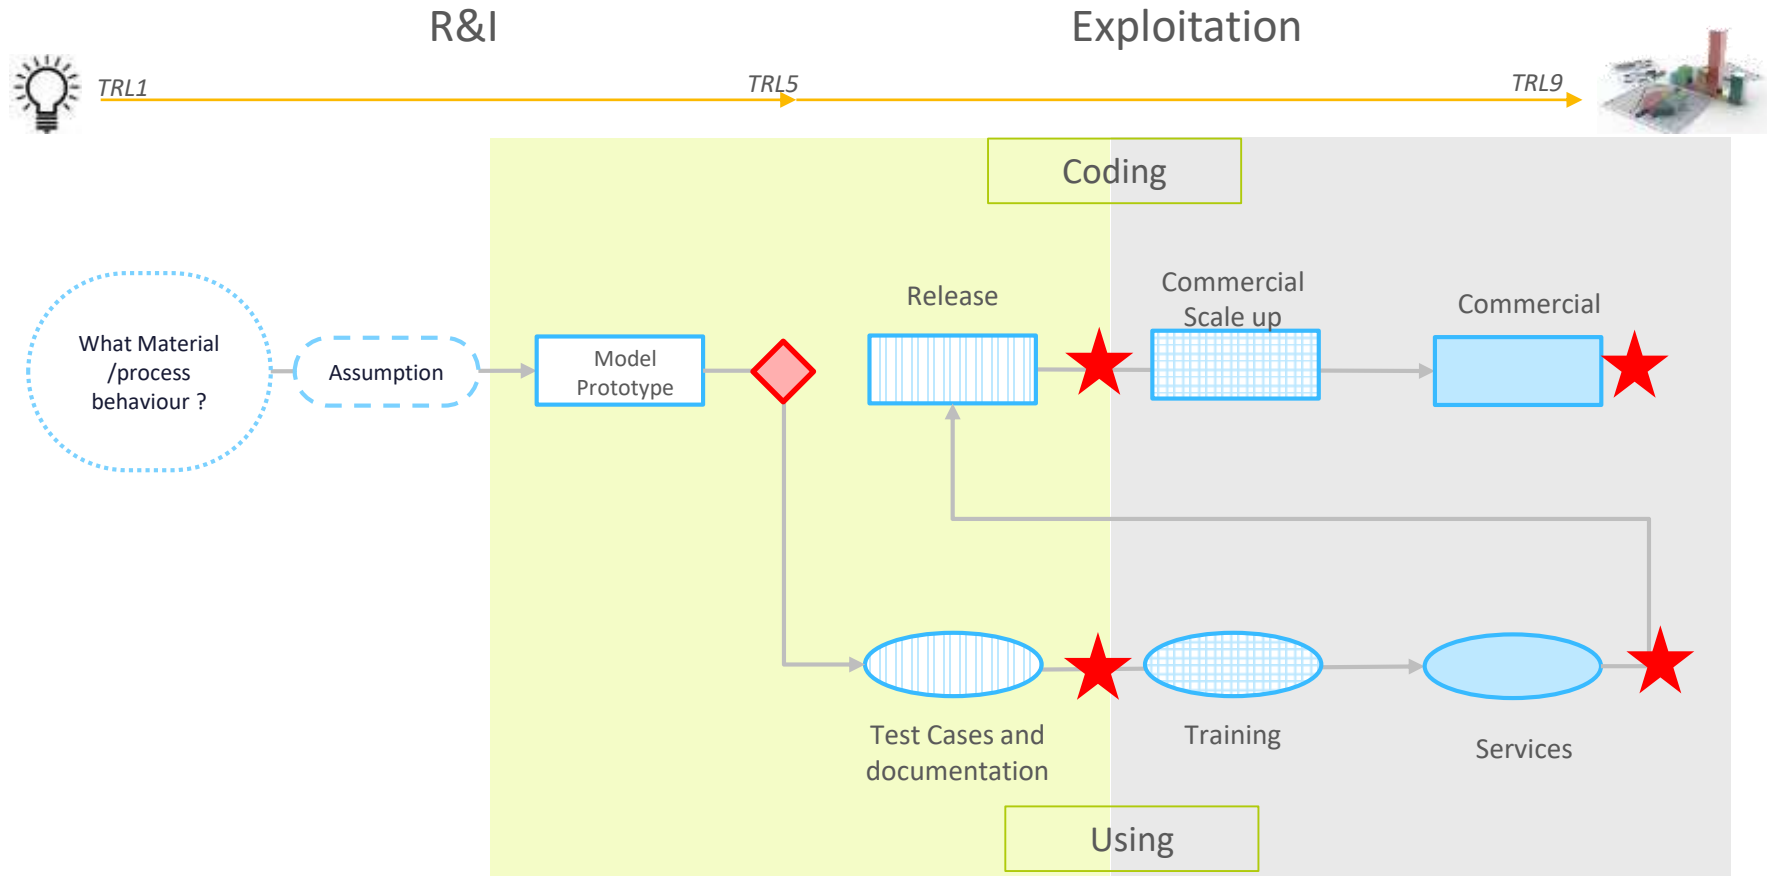 R&I
Exploitation
TRL1
TRL5
TRL9
Coding
What Material
/process
behaviour ?
Assumption
Model
Prototype
Release
Commercial
Scale up
Commercial
Test Cases and
documentation
Training
Services
Using